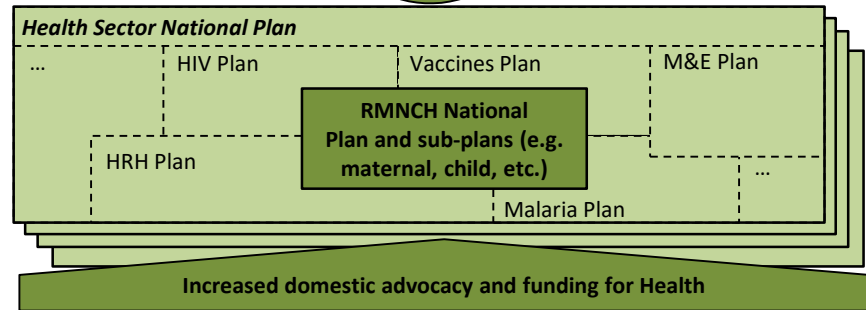 Health Sector National Plan
...
HIV Plan
Vaccines Plan
M&E Plan
RMNCH National
Plan and sub-plans (e.g.
maternal, child, etc.)
HRH Plan
...
Malaria Plan
Increased domestic advocacy and funding for Health